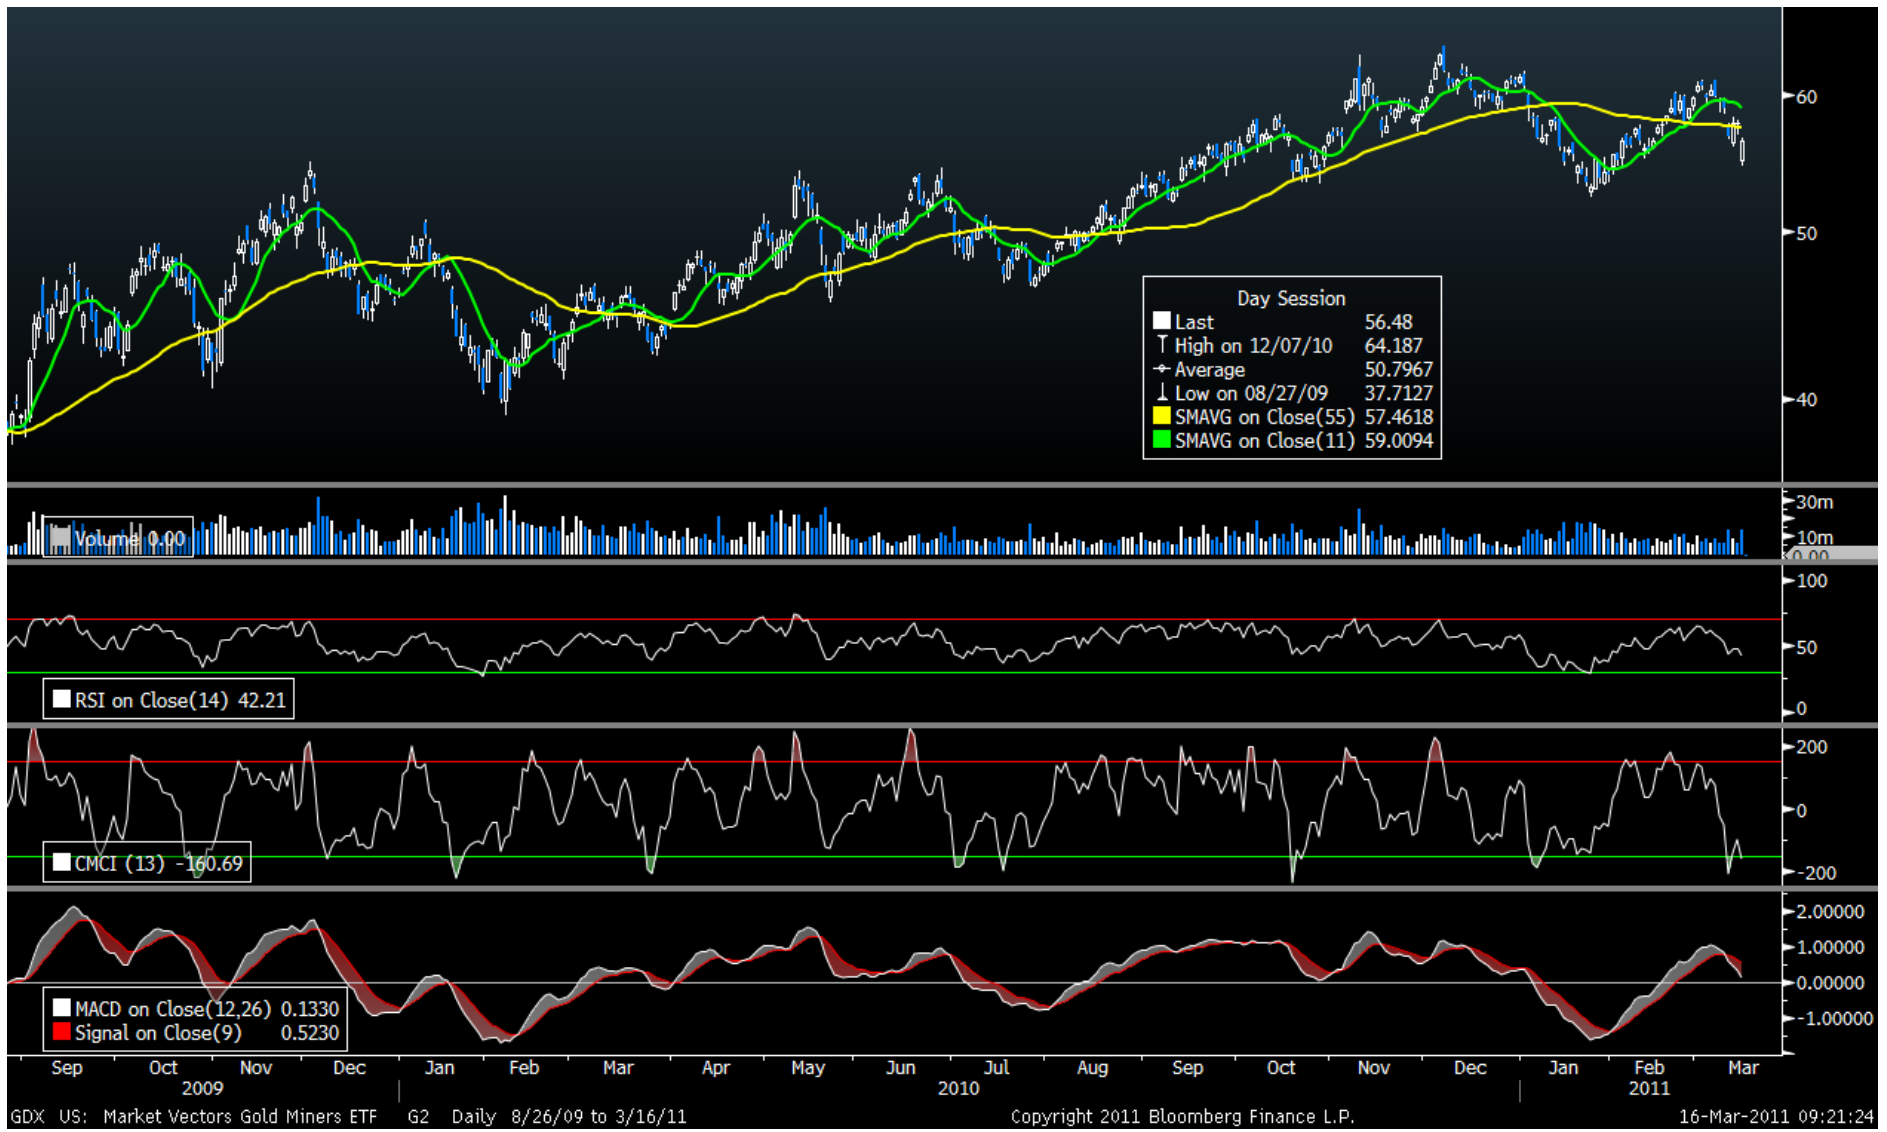 60
50
40
Day Session
Last 56.48
High on 12/07/10 64.187
Average 50.7967
Low on 08/27/09 37.7127
SMAVG on Close(55) 57.4618
SMAVG on Close(11) 59.0094
30m
10m
0.00
Volume 0.00
100
50
0
RSI on Close(14) 42.21
200
0
-200
CMCI (13) -160.69
2.00000
1.00000
0.00000
-1.00000
MACD on Close(12,26) 0.1330
Signal on Close(9) 0.5230
Sep Oct Nov Dec Jan Feb Mar Apr May Jun Jul Aug Sep Oct Nov Dec Jan Feb Mar
2009 2010 2011
GDX US: Market Vectors Gold Miners ETF G2 Daily 8/26/09 to 3/16/11 Copyright 2011 Bloomberg Finance L.P. 16-Mar-2011 09:21:24